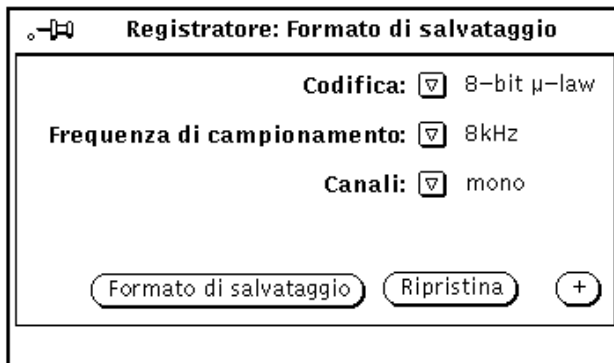 Registratore: Formato di salvataggio
Codifica: 8-bit µ-law
Frequenza di campionamento: 8kHz
Canali: mono
Formato di salvataggio Ripristina +